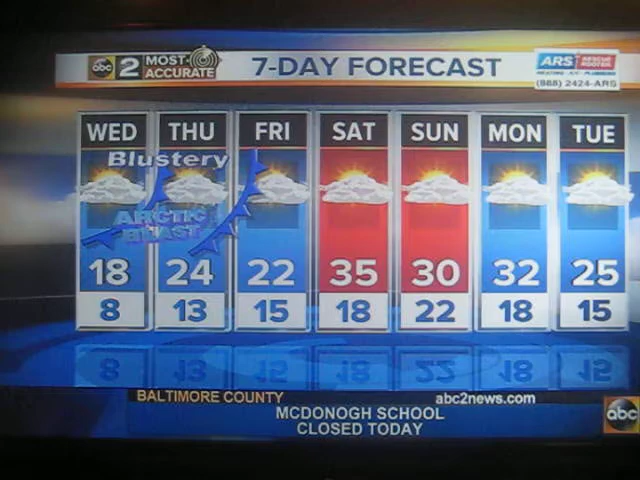 abc 2 MOST ACCURATE 7-DAY FORECAST
ARS RESCUE ROOTER
HEATING · A/C · PLUMBING
(888) 2424-ARS
WED THU FRI SAT SUN MON TUE
Blustery
ARCTIC
BLAST
18 24 22 35 30 32 25
8 13 15 18 22 18 15
BALTIMORE COUNTY abc2news.com
MCDONOGH SCHOOL
CLOSED TODAY
abc